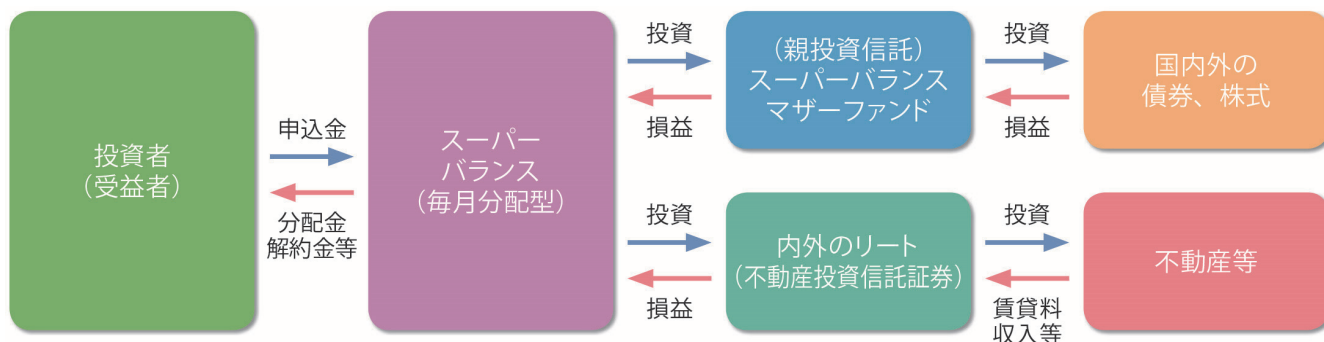 投資者
（受益者）
申込金
分配金
解約金等
スーパー
バランス
（毎月分配型）
投資
損益
（親投資信託）
スーパーバランス
マザーファンド
投資
損益
国内外の
債券、株式
投資
損益
内外のリート
（不動産投資信託証券）
投資
賃貸料
収入等
不動産等